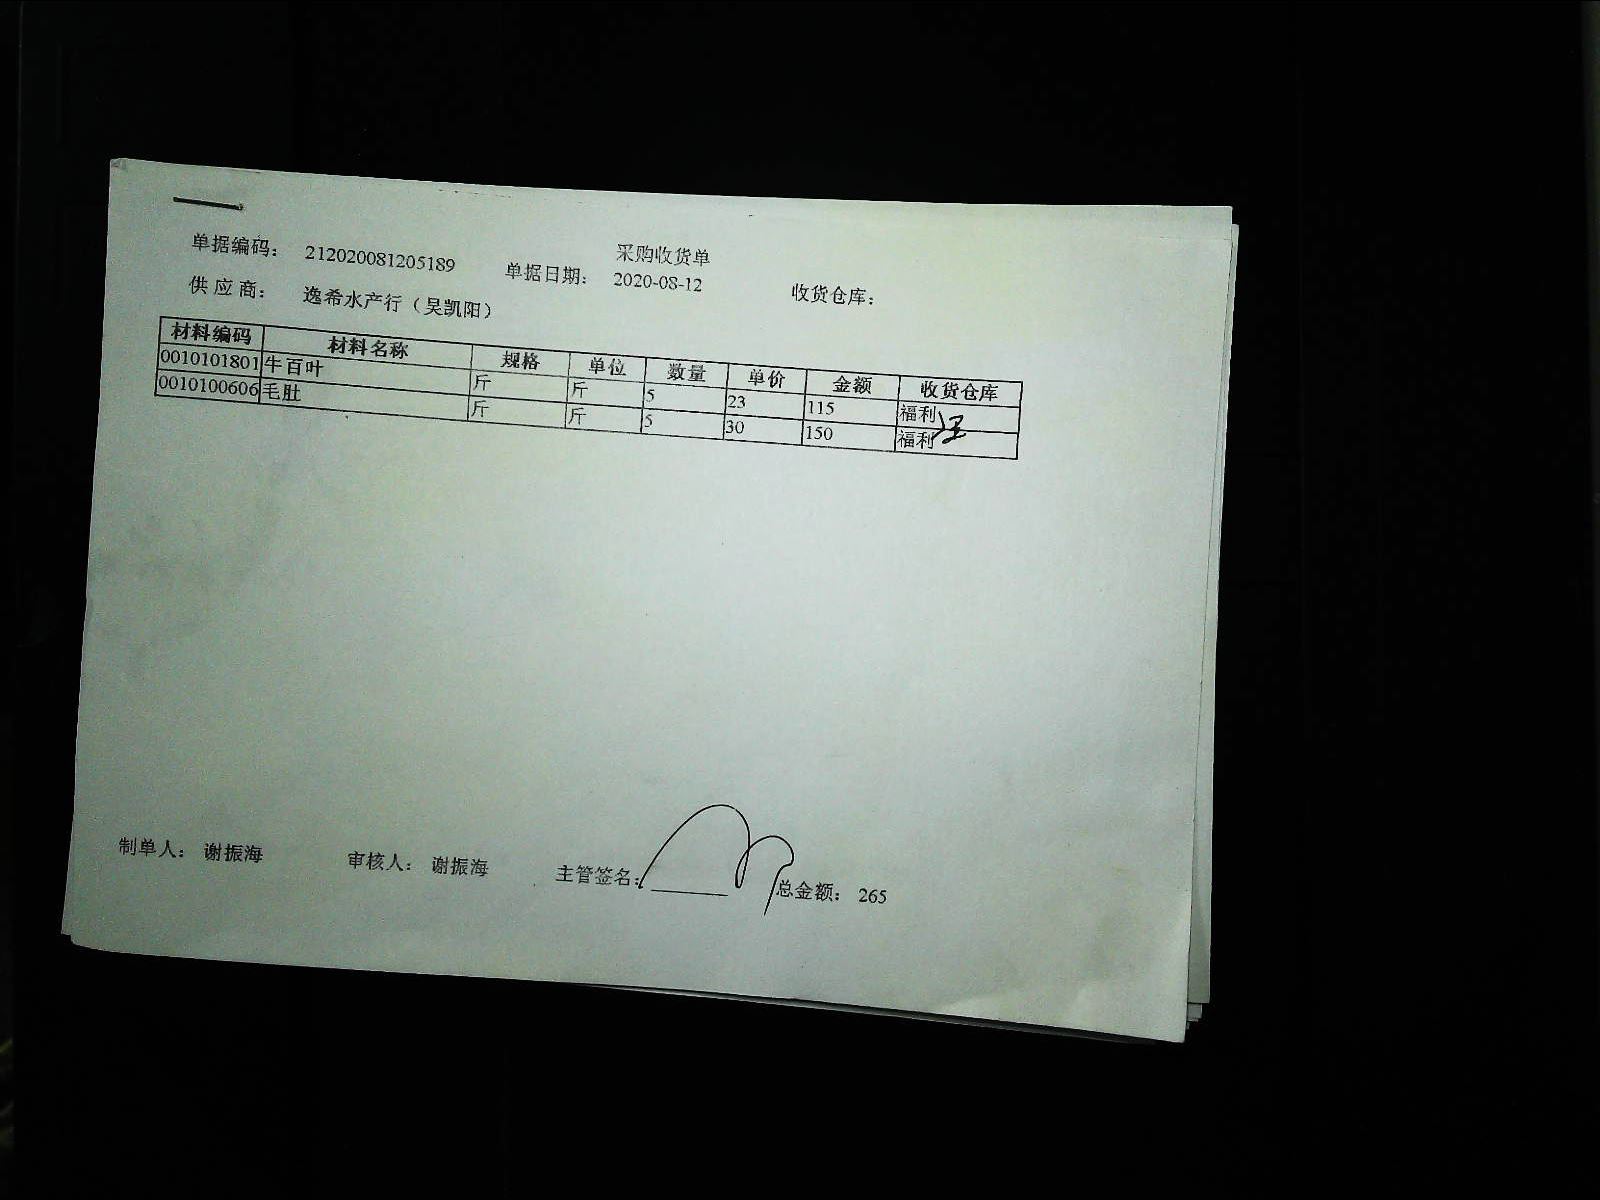 采购收货单
单据编码： 212020081205189 单据日期： 2020-08-12 收货仓库：
供 应 商： 逸希水产行（吴凯阳）
材料编码 材料名称 规格 单位 数量 单价 金额 收货仓库
0010101801 牛百叶 斤 斤 5 23 115 福利
0010100606 毛肚 斤 斤 5 30 150 福利
制单人： 谢振海 审核人： 谢振海 主管签名： 总金额： 265